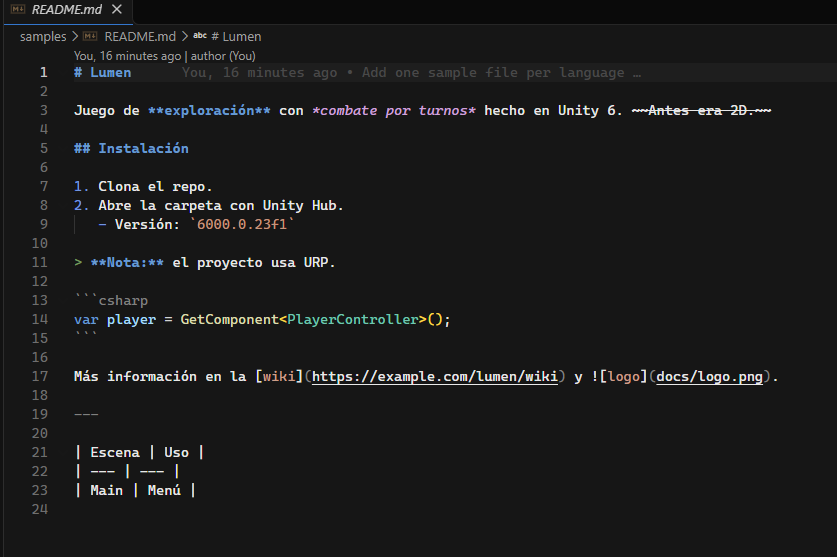 README.md
samples > README.md > # Lumen
You, 16 minutes ago | author (You)
1 # Lumen You, 16 minutes ago • Add one sample file per language …
2
3 Juego de **exploración** con *combate por turnos* hecho en Unity 6. ~~Antes era 2D.~~
4
5 ## Instalación
6
7 1. Clona el repo.
8 2. Abre la carpeta con Unity Hub.
9 - Versión: `6000.0.23f1`
10
11 > **Nota:** el proyecto usa URP.
12
13 ```csharp
14 var player = GetComponent<PlayerController>();
15 ```
16
17 Más información en la [wiki](https://example.com/lumen/wiki) y ![logo](docs/logo.png).
18
19 ---
20
21 | Escena | Uso |
22 | --- | --- |
23 | Main | Menú |
24